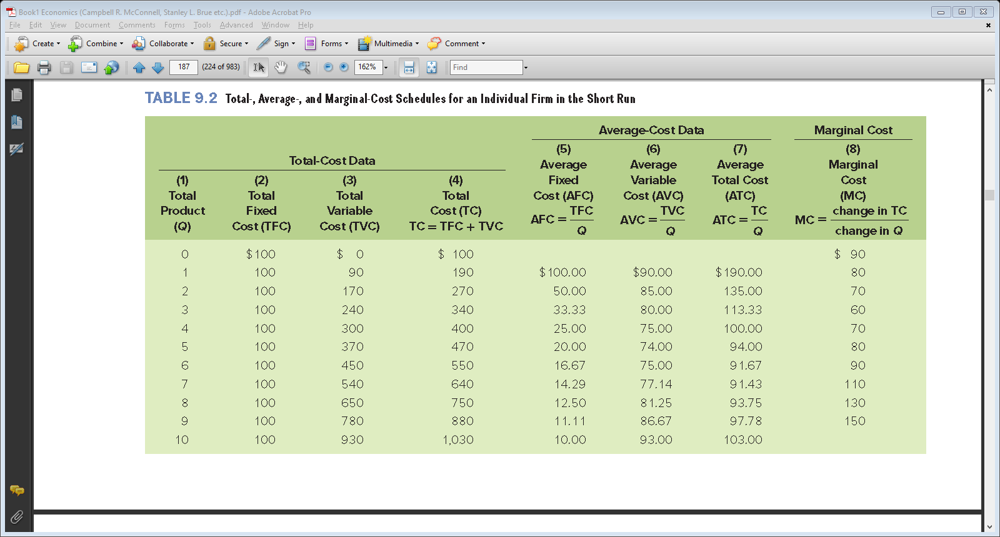 Book1 Economics (Campbell R. McConnell, Stanley L. Brue etc.).pdf - Adobe Acrobat Pro
File Edit View Document Comments Forms Tools Advanced Window Help
Create Combine Collaborate Secure Sign Forms Multimedia Comment
187 (224 of 983) 162% Find
TABLE 9.2 Total-, Average-, and Marginal-Cost Schedules for an Individual Firm in the Short Run
Average-Cost Data Marginal Cost
Total-Cost Data
(1) Total Product (Q)
(2) Total Fixed Cost (TFC)
(3) Total Variable Cost (TVC)
(4) Total Cost (TC) TC = TFC + TVC
(5) Average Fixed Cost (AFC) AFC = TFC / Q
(6) Average Variable Cost (AVC) AVC = TVC / Q
(7) Average Total Cost (ATC) ATC = TC / Q
(8) Marginal Cost (MC) MC = change in TC / change in Q
0 $100 $ 0 $ 100 $ 90
1 100 90 190 $100.00 $90.00 $190.00 80
2 100 170 270 50.00 85.00 135.00 70
3 100 240 340 33.33 80.00 113.33 60
4 100 300 400 25.00 75.00 100.00 70
5 100 370 470 20.00 74.00 94.00 80
6 100 450 550 16.67 75.00 91.67 90
7 100 540 640 14.29 77.14 91.43 110
8 100 650 750 12.50 81.25 93.75 130
9 100 780 880 11.11 86.67 97.78 150
10 100 930 1,030 10.00 93.00 103.00